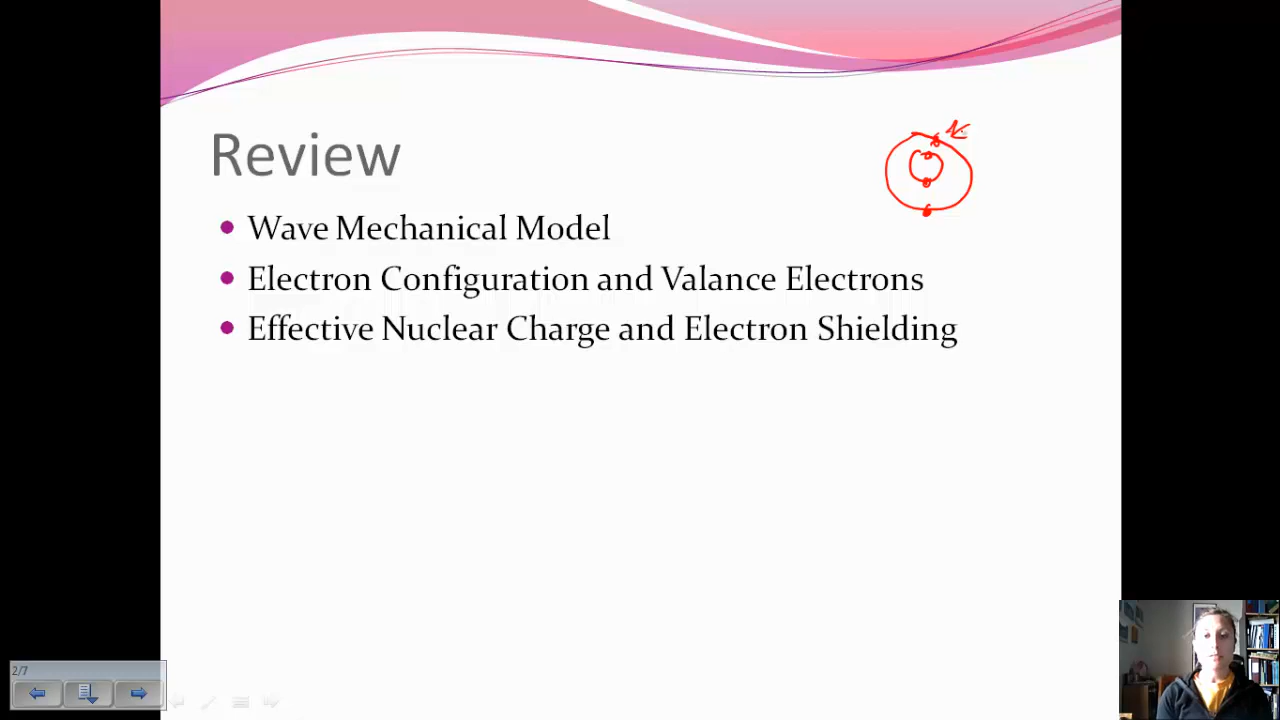 Review
Wave Mechanical Model
Electron Configuration and Valance Electrons
Effective Nuclear Charge and Electron Shielding
2/7